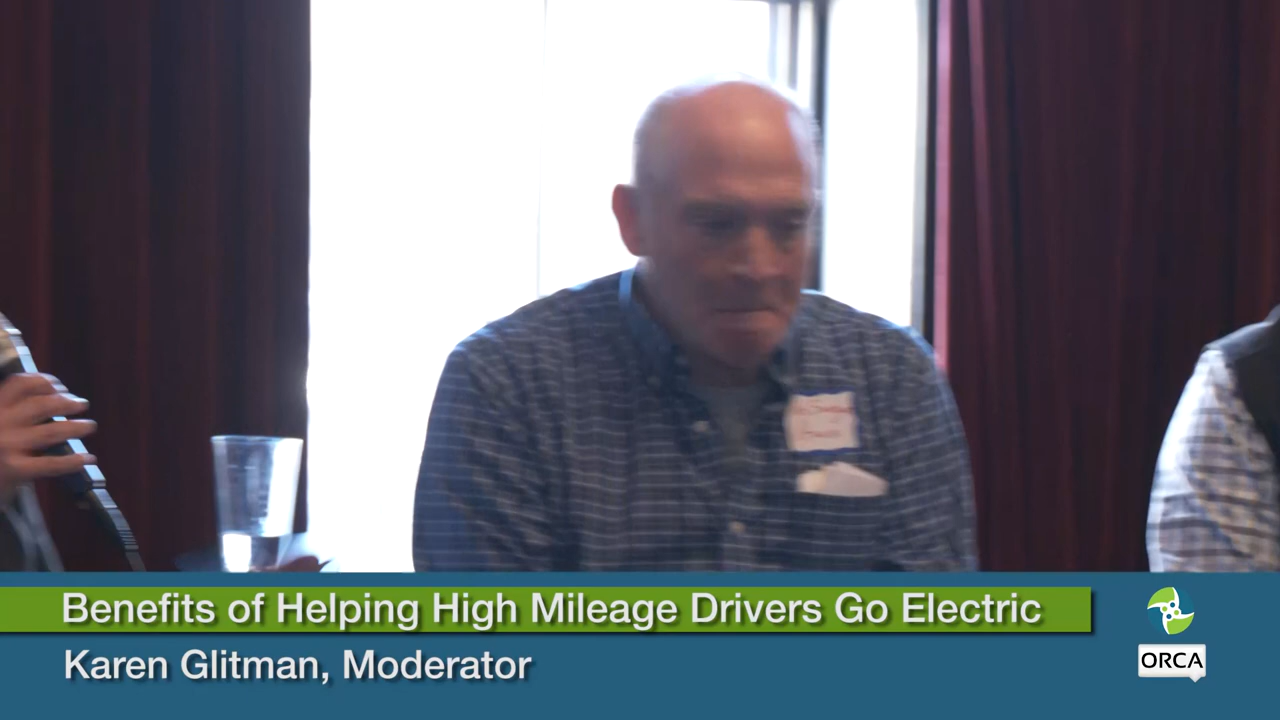 Benefits of Helping High Mileage Drivers Go Electric
Karen Glitman, Moderator
ORCA